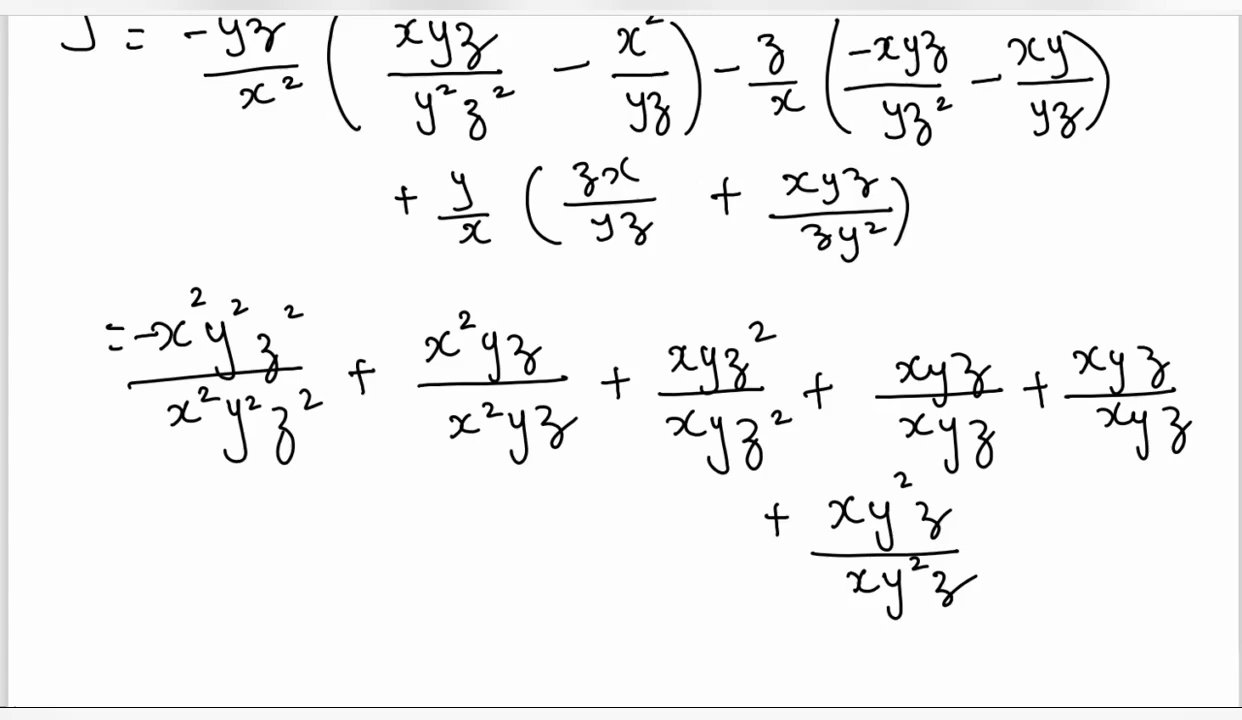 J = -yz/x² ( xyz/y²z² - x²/yz ) - z/x ( -xyz/yz² - xy/yz )
+ y/x ( zx/yz + xyz/zy² )
= -x²y²z²/x²y²z² + x²yz/x²yz + xyz²/xyz² + xyz/xyz + xyz/xyz
+ xy²z/xy²z